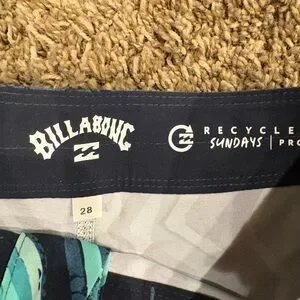 BILLABONG
RECYCLE
SUNDAYS | PRO
28